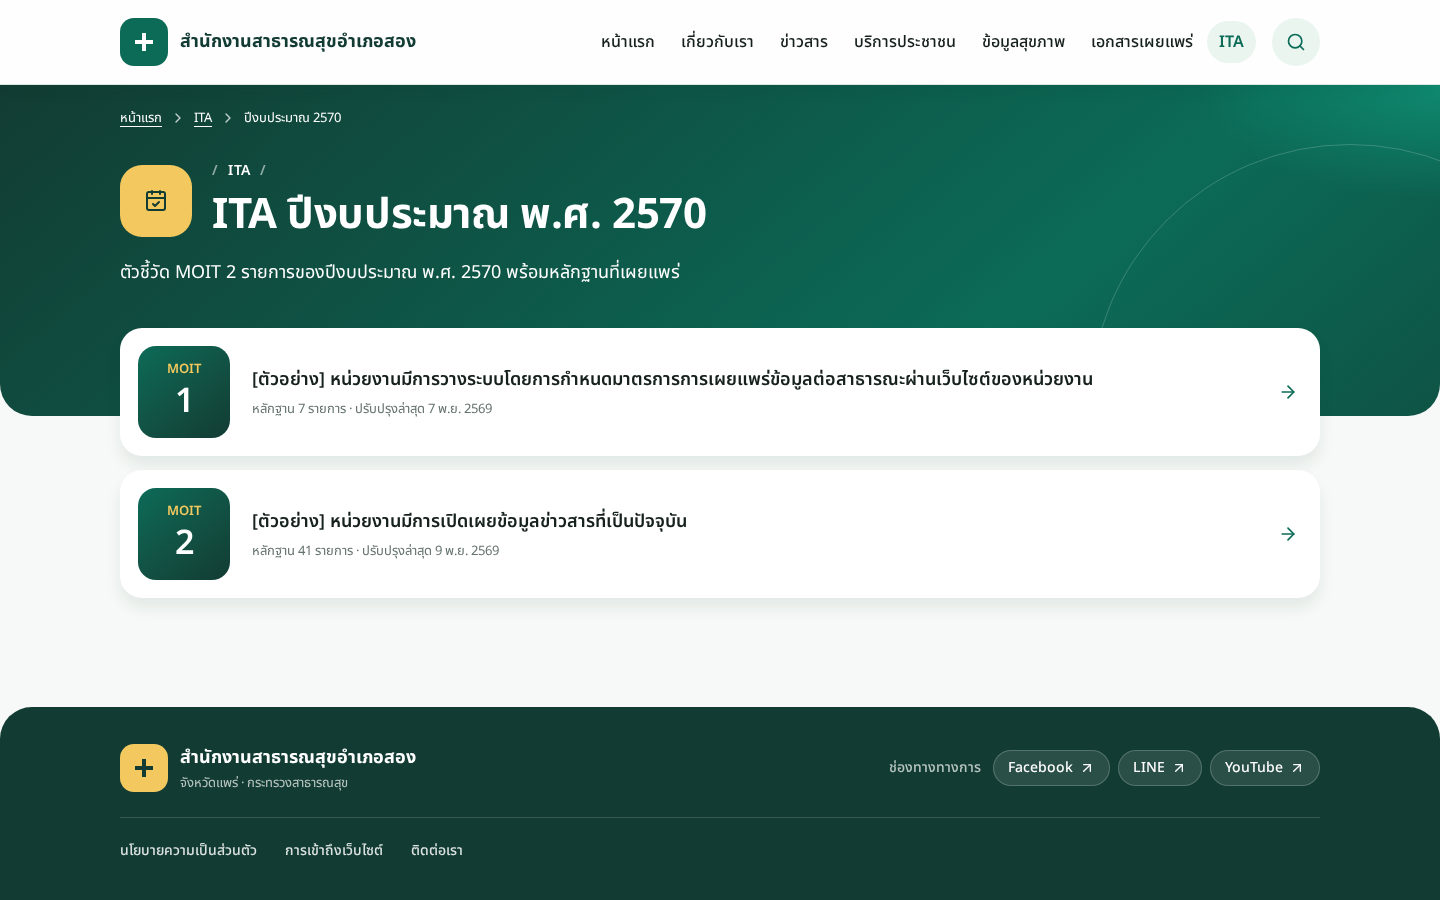 สำนักงานสาธารณสุขอำเภอสอง
หน้าแรก เกี่ยวกับเรา ข่าวสาร บริการประชาชน ข้อมูลสุขภาพ เอกสารเผยแพร่ ITA
หน้าแรก ITA ปีงบประมาณ 2570
/ ITA /
ITA ปีงบประมาณ พ.ศ. 2570
ตัวชี้วัด MOIT 2 รายการของปีงบประมาณ พ.ศ. 2570 พร้อมหลักฐานที่เผยแพร่
MOIT
1
[ตัวอย่าง] หน่วยงานมีการวางระบบโดยการกำหนดมาตรการการเผยแพร่ข้อมูลต่อสาธารณะผ่านเว็บไซต์ของหน่วยงาน
หลักฐาน 7 รายการ · ปรับปรุงล่าสุด 7 พ.ย. 2569
MOIT
2
[ตัวอย่าง] หน่วยงานมีการเปิดเผยข้อมูลข่าวสารที่เป็นปัจจุบัน
หลักฐาน 41 รายการ · ปรับปรุงล่าสุด 9 พ.ย. 2569
สำนักงานสาธารณสุขอำเภอสอง
จังหวัดแพร่ · กระทรวงสาธารณสุข
ช่องทางทางการ Facebook LINE YouTube
นโยบายความเป็นส่วนตัว การเข้าถึงเว็บไซต์ ติดต่อเรา